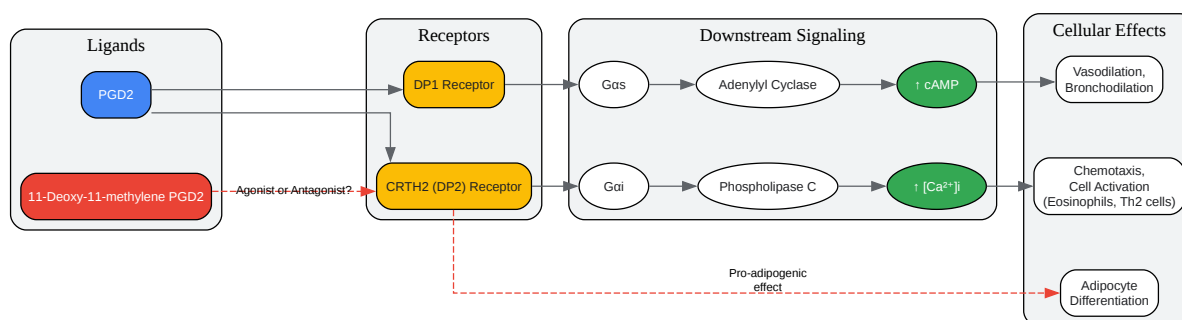 Ligands
PGD2
11-Deoxy-11-methylene PGD2
Agonist or Antagonist?
Receptors
DP1 Receptor
CRTH2 (DP2) Receptor
Downstream Signaling
Gαs
Adenylyl Cyclase
↑ cAMP
Gαi
Phospholipase C
↑ [Ca²⁺]i
Pro-adipogenic
effect
Cellular Effects
Vasodilation,
Bronchodilation
Chemotaxis,
Cell Activation
(Eosinophils, Th2 cells)
Adipocyte
Differentiation